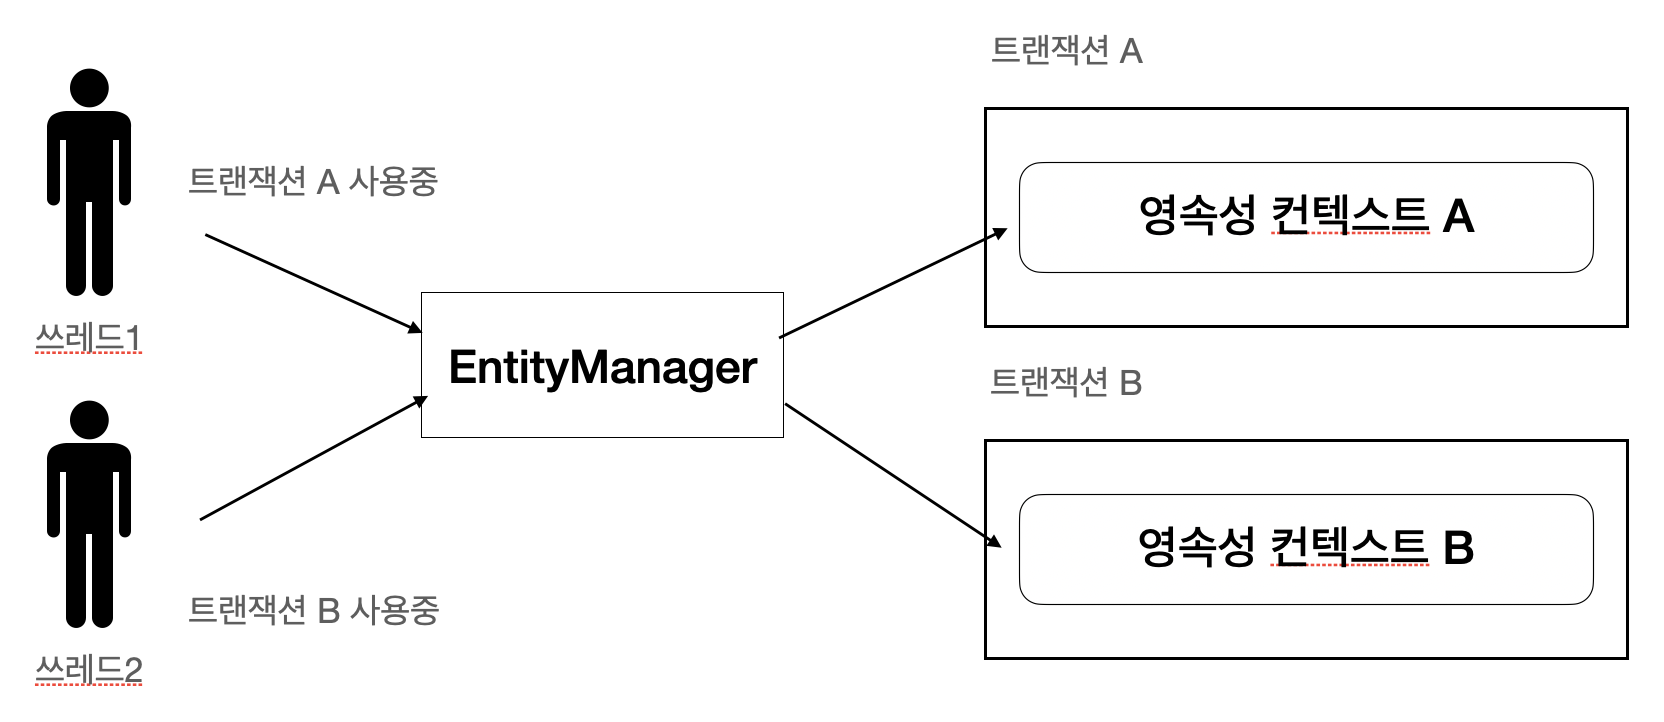 트랜잭션 A
트랜잭션 A 사용중
영속성 컨텍스트 A
쓰레드1
EntityManager
트랜잭션 B
영속성 컨텍스트 B
트랜잭션 B 사용중
쓰레드2